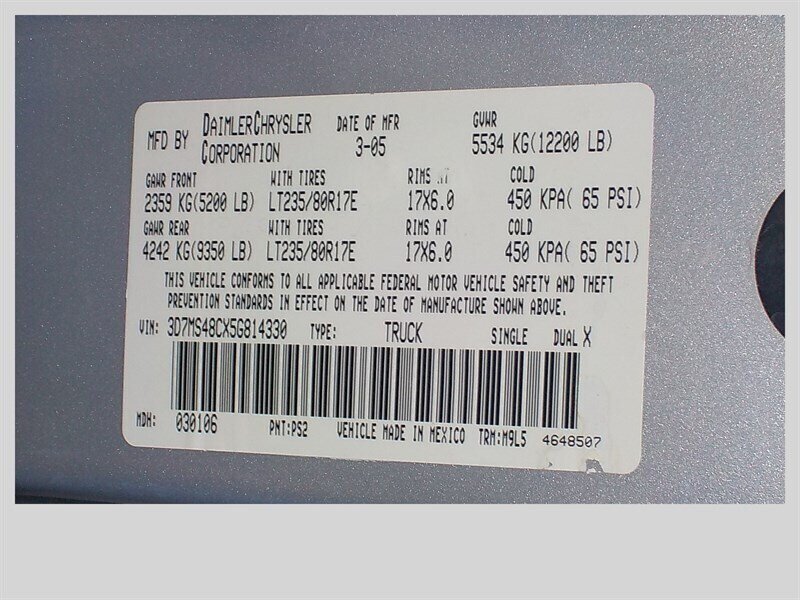 MFD BY DAIMLERCHRYSLER CORPORATION DATE OF MFR 3-05 GVWR 5534 KG(12200 LB)
GAWR FRONT WITH TIRES RIMS AT COLD
2359 KG(5200 LB) LT235/80R17E 17X6.0 450 KPA( 65 PSI)
GAWR REAR WITH TIRES RIMS AT COLD
4242 KG(9350 LB) LT235/80R17E 17X6.0 450 KPA( 65 PSI)
THIS VEHICLE CONFORMS TO ALL APPLICABLE FEDERAL MOTOR VEHICLE SAFETY AND THEFT
PREVENTION STANDARDS IN EFFECT ON THE DATE OF MANUFACTURE SHOWN ABOVE.
VIN: 3D7MS48CX5G814330 TYPE: TRUCK SINGLE DUAL X
MDH: 030106 PNT:PS2 VEHICLE MADE IN MEXICO TRM:M9L5 4648507